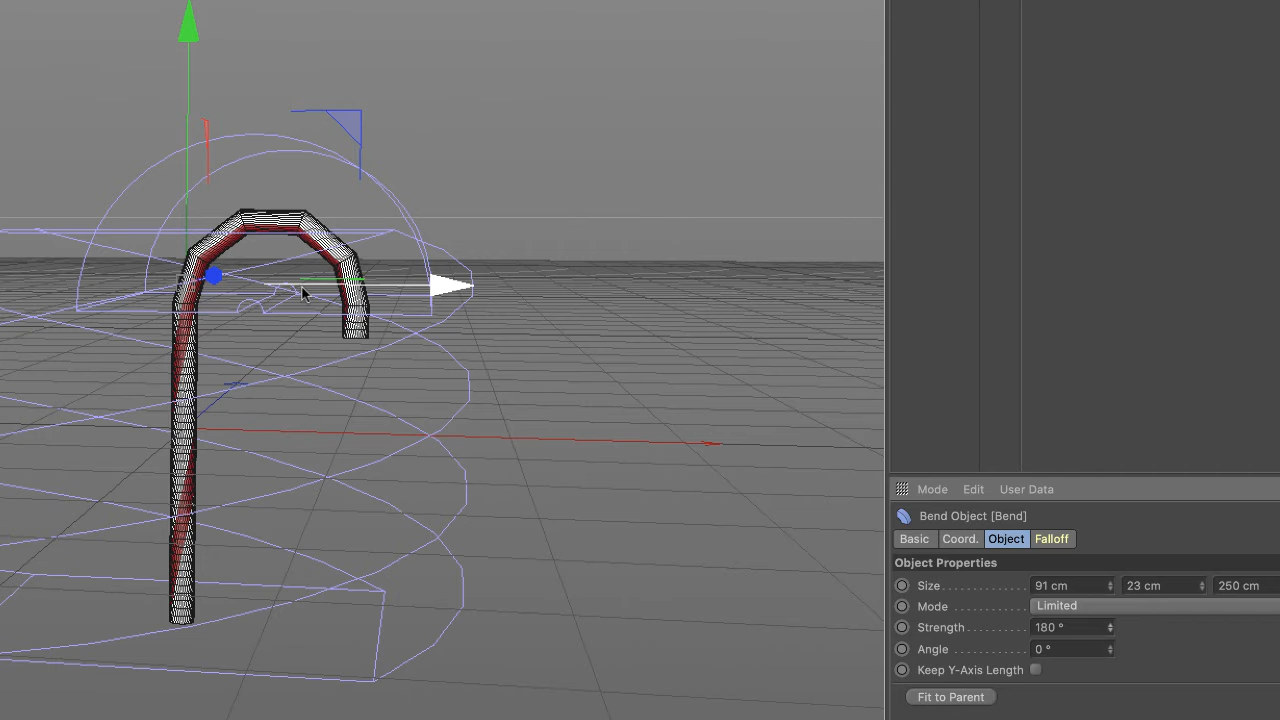 Mode Edit User Data
Bend Object [Bend]
Basic Coord. Object Falloff
Object Properties
Size 91 cm 23 cm 250 cm
Mode Limited
Strength 180 °
Angle 0 °
Keep Y-Axis Length
Fit to Parent